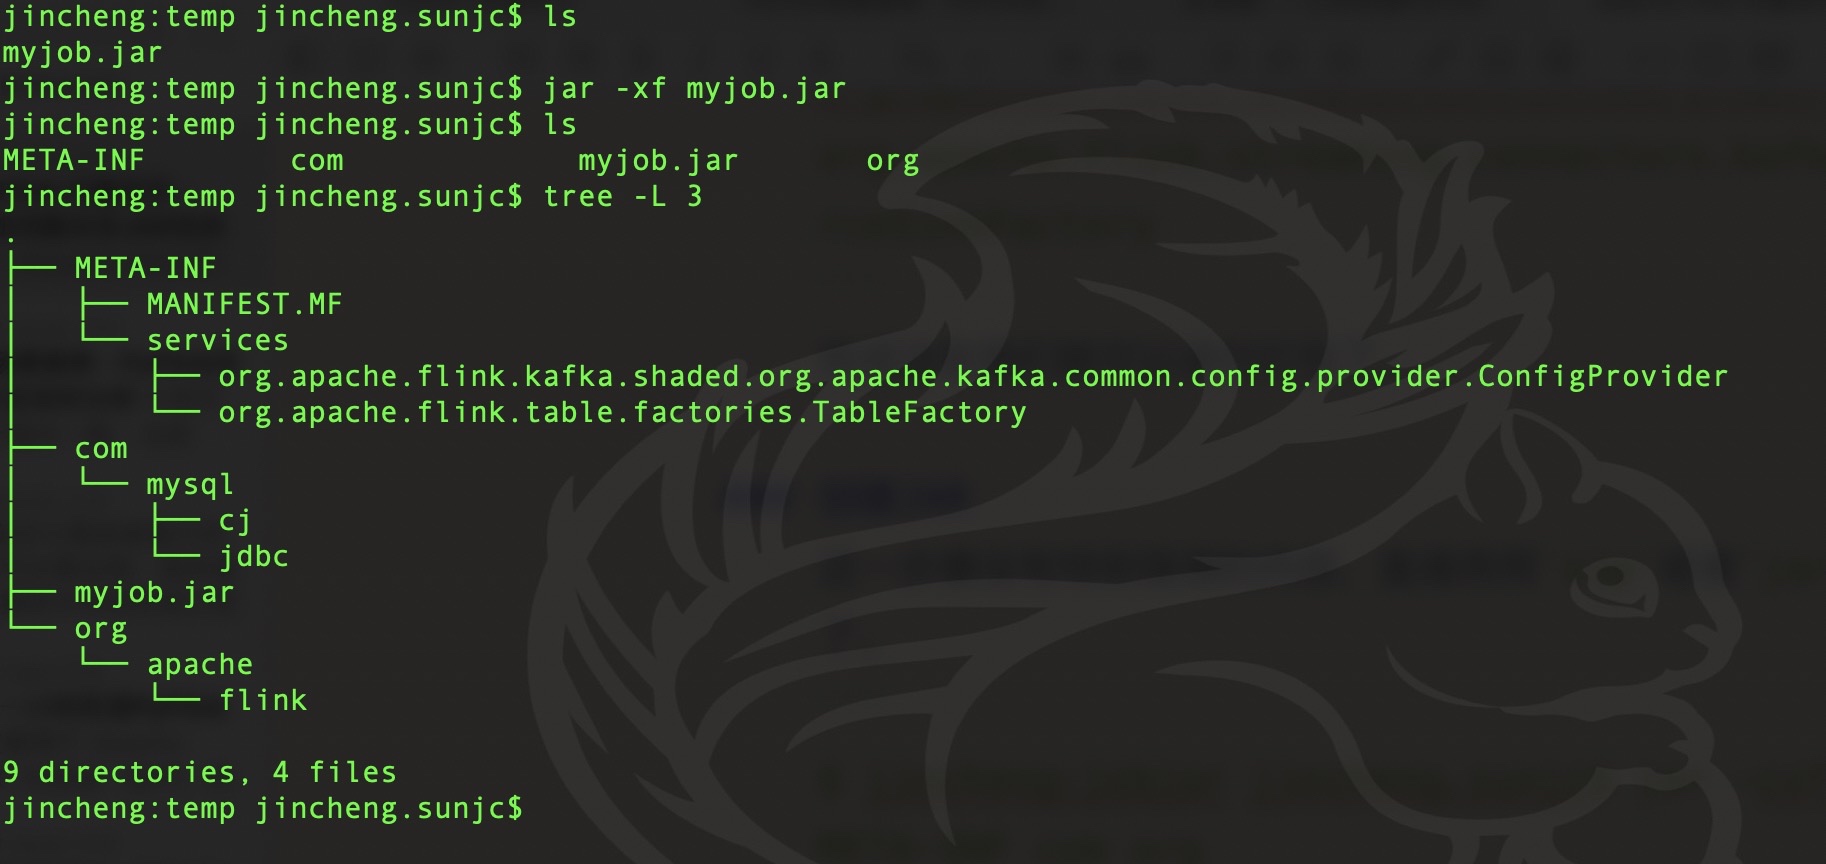 jincheng:temp jincheng.sunjc$ ls
myjob.jar
jincheng:temp jincheng.sunjc$ jar -xf myjob.jar
jincheng:temp jincheng.sunjc$ ls
META-INF        com             myjob.jar       org
jincheng:temp jincheng.sunjc$ tree -L 3
.
├── META-INF
│   ├── MANIFEST.MF
│   └── services
│       ├── org.apache.flink.kafka.shaded.org.apache.kafka.common.config.provider.ConfigProvider
│       └── org.apache.flink.table.factories.TableFactory
├── com
│   └── mysql
│       ├── cj
│       └── jdbc
├── myjob.jar
└── org
    └── apache
        └── flink

9 directories, 4 files
jincheng:temp jincheng.sunjc$